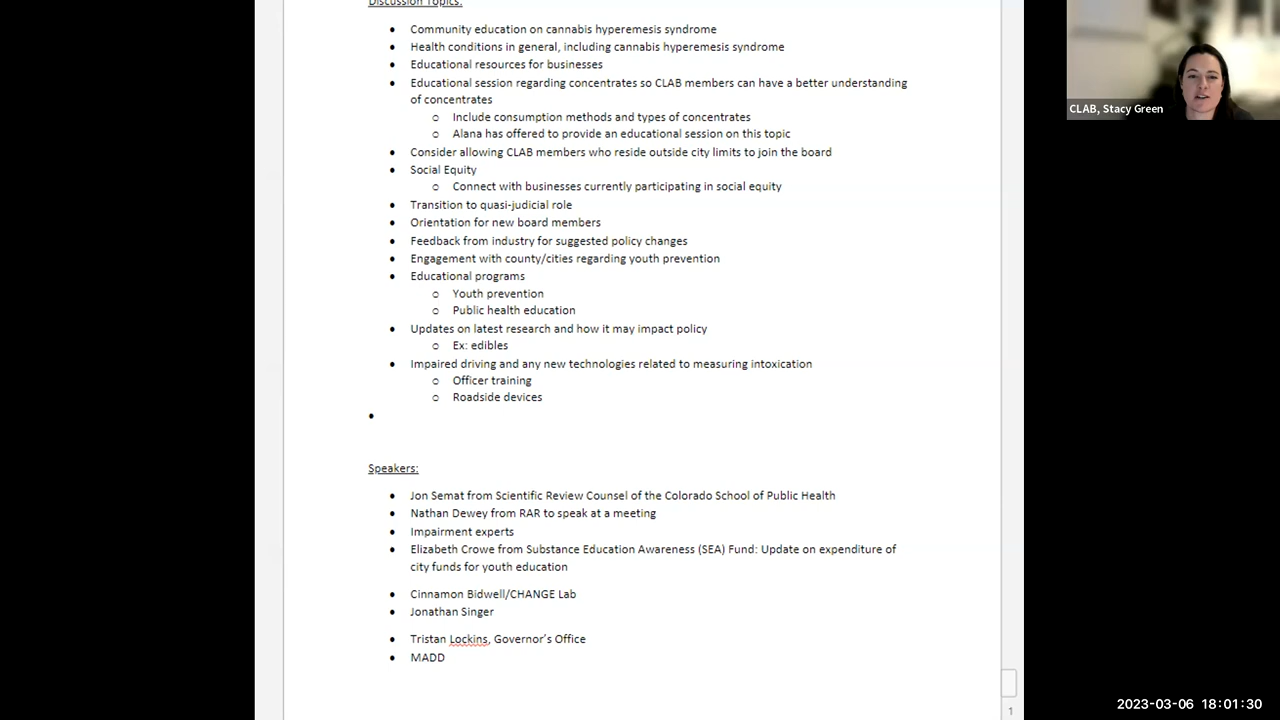 Discussion Topics:
• Community education on cannabis hyperemesis syndrome
• Health conditions in general, including cannabis hyperemesis syndrome
• Educational resources for businesses
• Educational session regarding concentrates so CLAB members can have a better understanding
of concentrates
o Include consumption methods and types of concentrates
o Alana has offered to provide an educational session on this topic
• Consider allowing CLAB members who reside outside city limits to join the board
• Social Equity
o Connect with businesses currently participating in social equity
• Transition to quasi-judicial role
• Orientation for new board members
• Feedback from industry for suggested policy changes
• Engagement with county/cities regarding youth prevention
• Educational programs
o Youth prevention
o Public health education
• Updates on latest research and how it may impact policy
o Ex: edibles
• Impaired driving and any new technologies related to measuring intoxication
o Officer training
o Roadside devices
•
Speakers:
• Jon Semat from Scientific Review Counsel of the Colorado School of Public Health
• Nathan Dewey from RAR to speak at a meeting
• Impairment experts
• Elizabeth Crowe from Substance Education Awareness (SEA) Fund: Update on expenditure of
city funds for youth education
• Cinnamon Bidwell/CHANGE Lab
• Jonathan Singer
• Tristan Lockins, Governor's Office
• MADD
1
CLAB, Stacy Green
2023-03-06 18:01:30